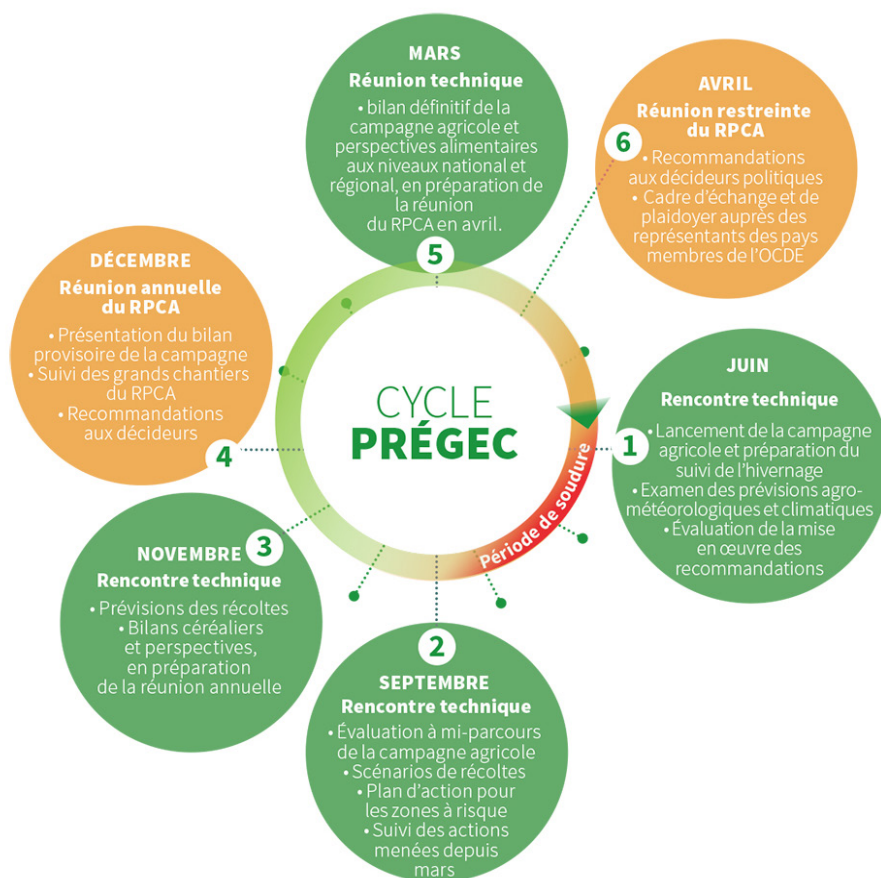 MARS
Réunion technique
• bilan définitif de la
campagne agricole et
perspectives alimentaires
aux niveaux national et
régional, en préparation de
la réunion
du RPCA en avril.
5
AVRIL
Réunion restreinte
du RPCA
6
• Recommandations
aux décideurs politiques
• Cadre d'échange et de
plaidoyer auprès des
représentants des pays
membres de l'OCDE
DÉCEMBRE
Réunion annuelle
du RPCA
• Présentation du bilan
provisoire de la campagne
• Suivi des grands chantiers
du RPCA
• Recommandations
aux décideurs
4
CYCLE
PRÉGEC
Période de soudure
JUIN
Rencontre technique
1
• Lancement de la campagne
agricole et préparation du
suivi de l'hivernage
• Examen des prévisions agro-
météorologiques et climatiques
• Évaluation de la mise
en œuvre des
recommandations
3
NOVEMBRE
Rencontre technique
• Prévisions des récoltes
• Bilans céréaliers
et perspectives,
en préparation
de la réunion annuelle
2
SEPTEMBRE
Rencontre technique
• Évaluation à mi-parcours
de la campagne agricole
• Scénarios de récoltes
• Plan d'action pour
les zones à risque
• Suivi des actions
menées depuis
mars